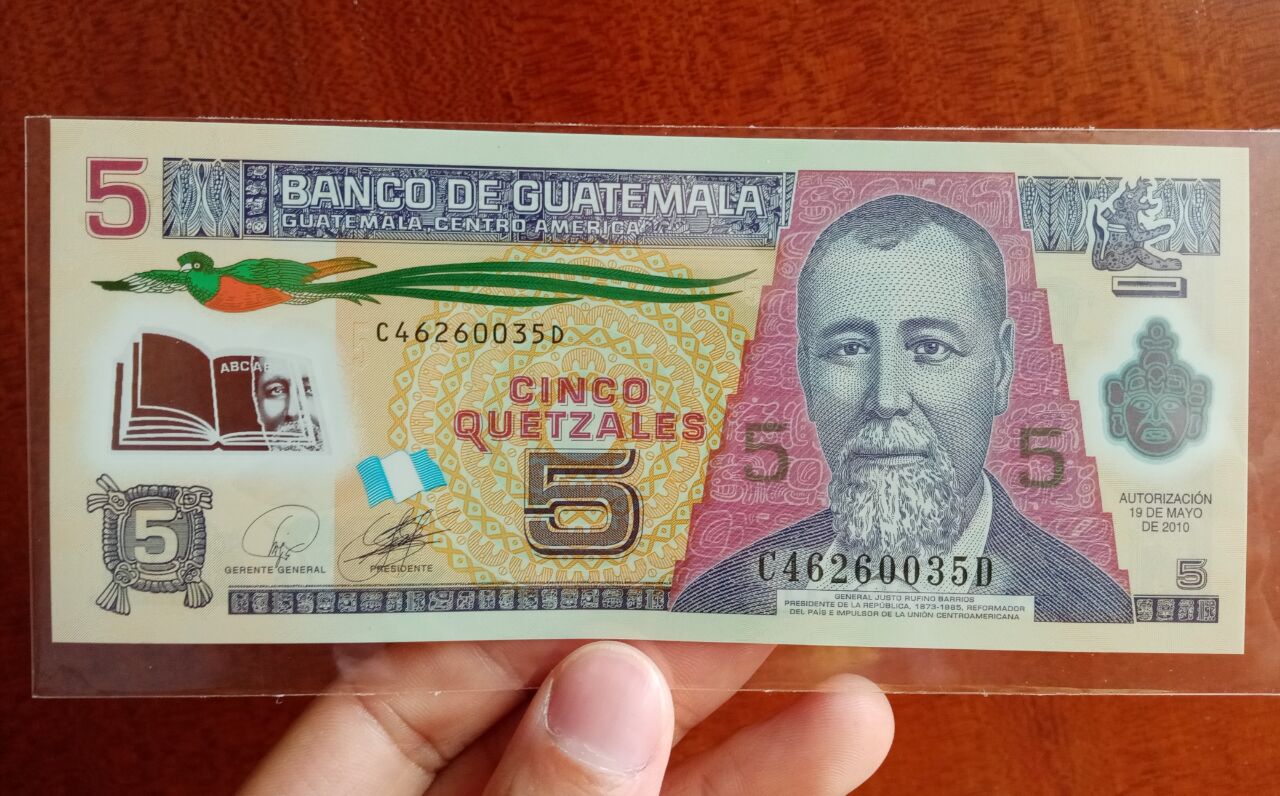 5
BANCO DE GUATEMALA
GUATEMALA, CENTRO AMÉRICA
C46260035D
ABC
CINCO
QUETZALES
5
5
5
5
GERENTE GENERAL
PRESIDENTE
C46260035D
GENERAL JUSTO RUFINO BARRIOS
PRESIDENTE DE LA REPÚBLICA, 1873-1885, REFORMADOR
DEL PAÍS E IMPULSOR DE LA UNIÓN CENTROAMERICANA
AUTORIZACIÓN
19 DE MAYO
DE 2010
5